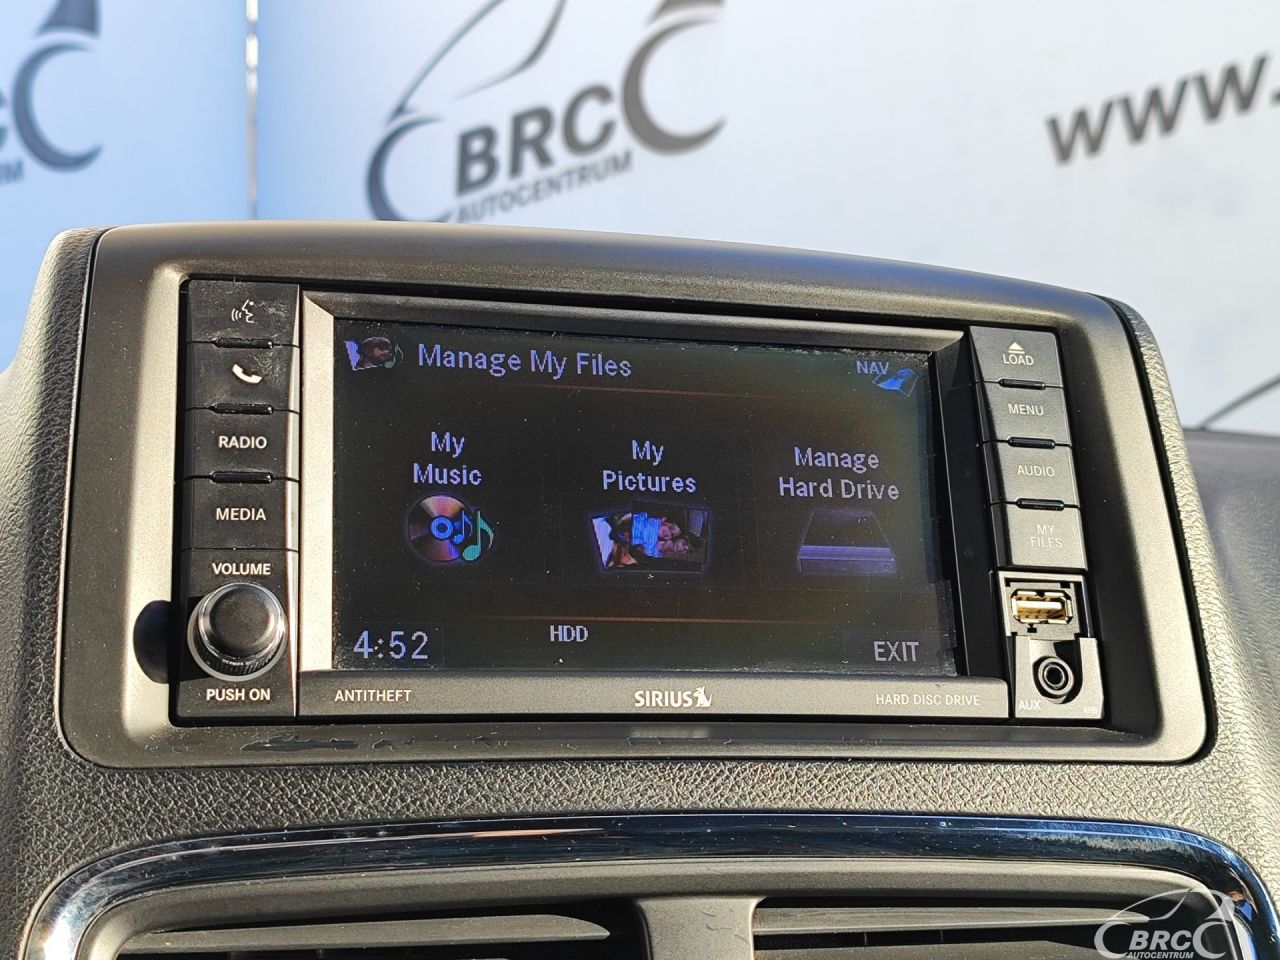 BRC
AUTOCENTRUM
www.
LOAD
Manage My Files
NAV
MENU
RADIO
My
Music
My
Pictures
Manage
Hard Drive
AUDIO
MEDIA
MY
FILES
VOLUME
4:52
HDD
EXIT
PUSH ON
ANTITHEFT
SIRIUS
HARD DISC DRIVE
AUX
BRC
AUTOCENTRUM